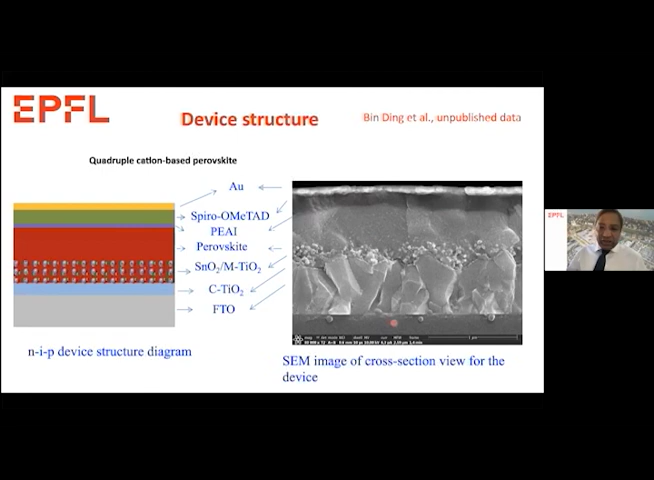 EPFL
Device structure
Bin Ding et al., unpublished data
Quadruple cation-based perovskite
Au
Spiro-OMeTAD
PEAI
Perovskite
SnO₂/M-TiO₂
C-TiO₂
FTO
n-i-p device structure diagram
SEM image of cross-section view for the
device
EPFL